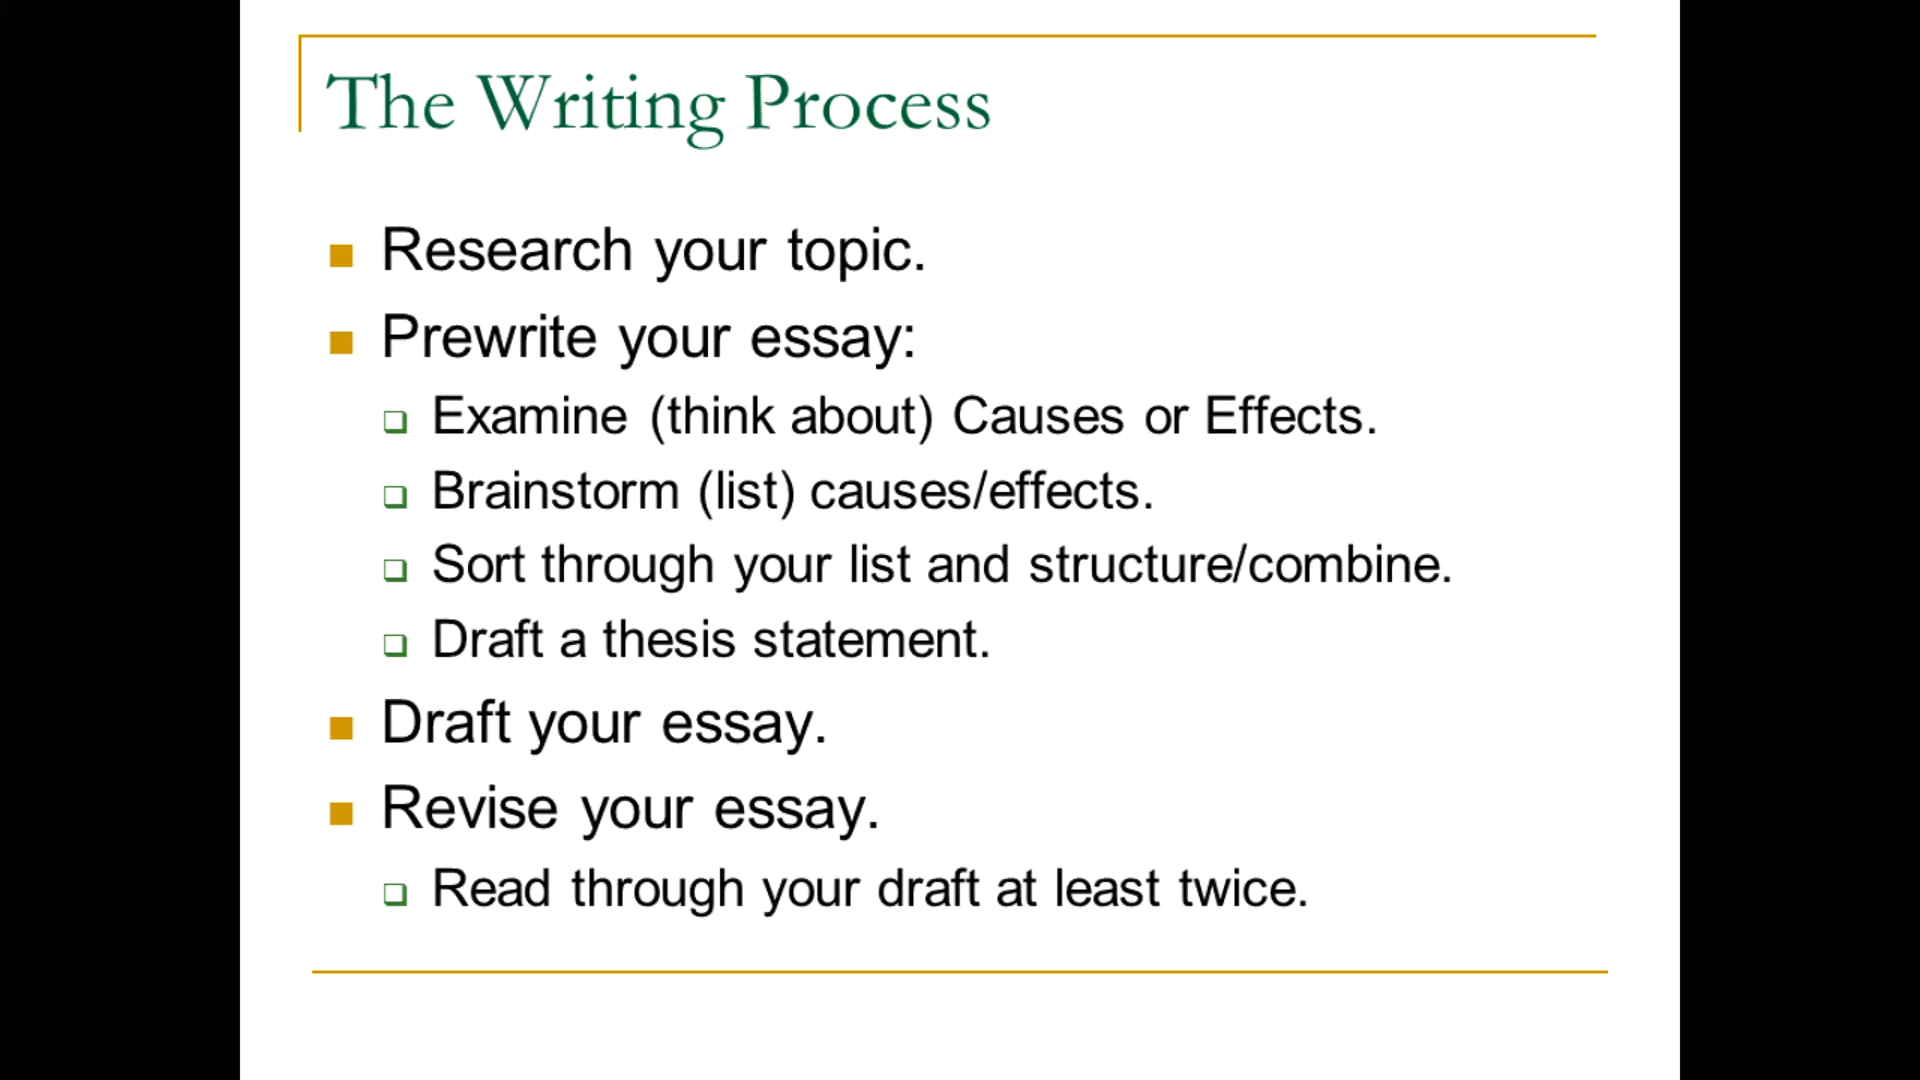 The Writing Process
Research your topic.
Prewrite your essay:
Examine (think about) Causes or Effects.
Brainstorm (list) causes/effects.
Sort through your list and structure/combine.
Draft a thesis statement.
Draft your essay.
Revise your essay.
Read through your draft at least twice.